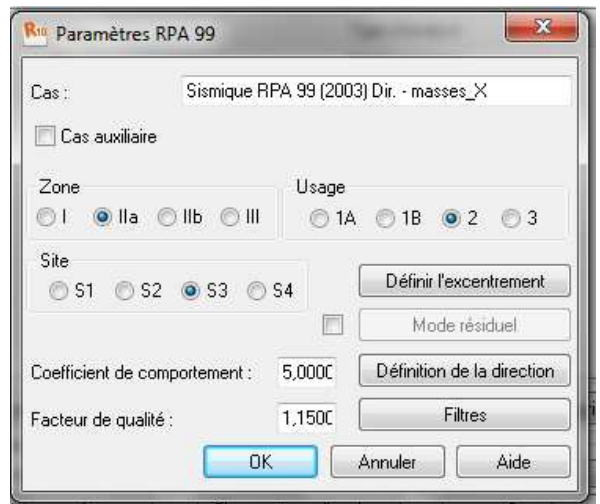 R10 Paramètres RPA 99
Cas : Sismique RPA 99 (2003) Dir. - masses_X
Cas auxiliaire
Zone Usage
I IIa IIb III 1A 1B 2 3
Site
S1 S2 S3 S4 Définir l'excentrement
Mode résiduel
Coefficient de comportement : 5,0000 Définition de la direction
Facteur de qualité : 1,1500 Filtres
OK Annuler Aide